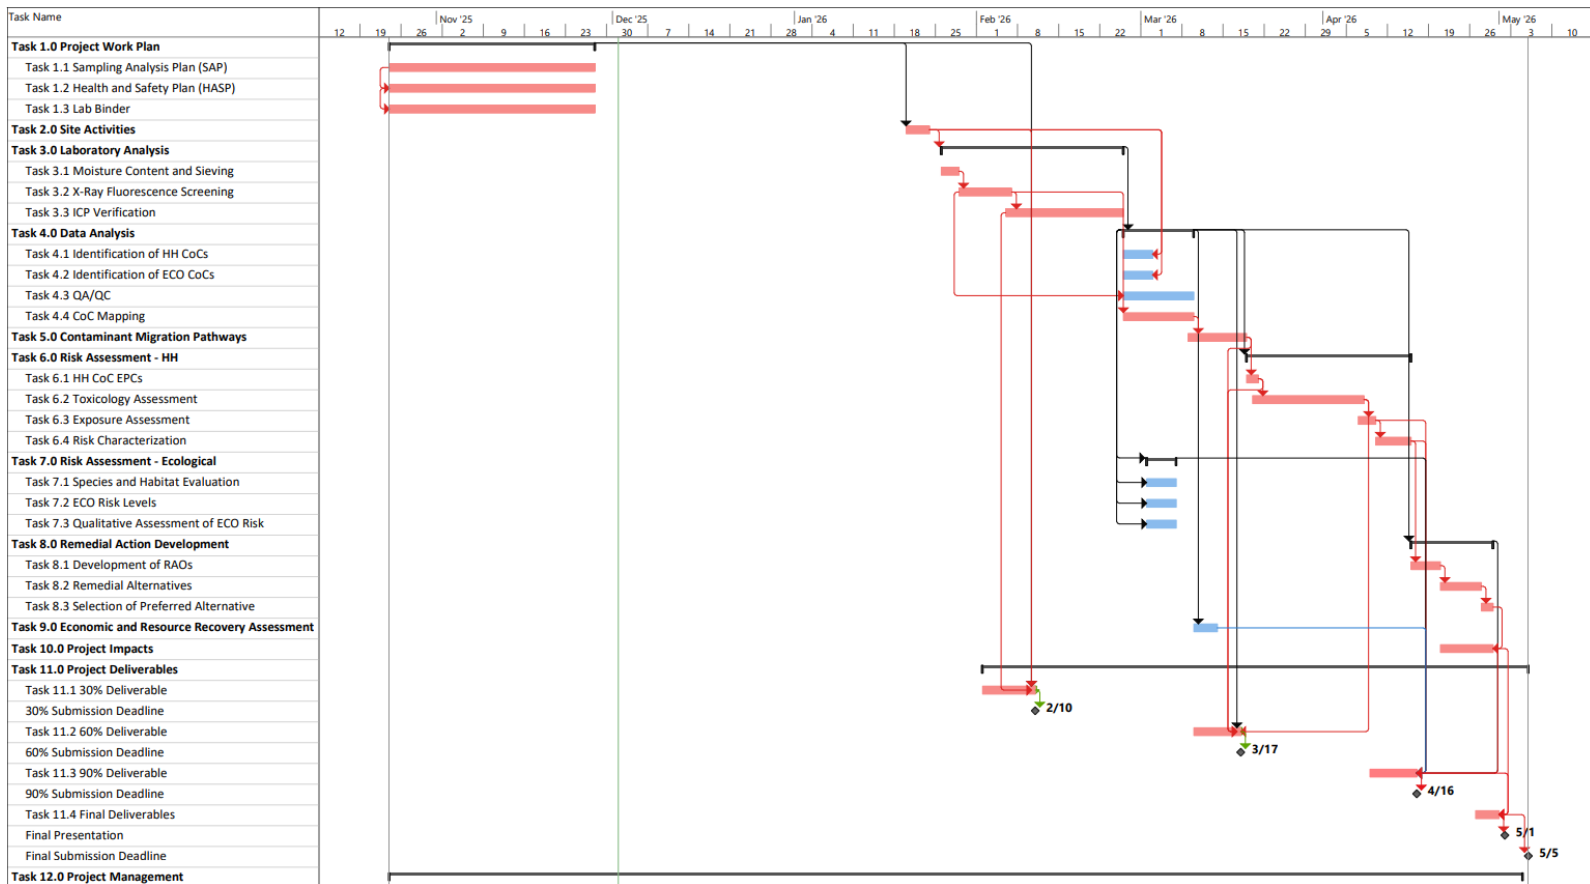 Task Name
Nov '25 Dec '25 Jan '26 Feb '26 Mar '26 Apr '26 May '26
12 19 26 2 9 16 23 30 7 14 21 28 4 11 18 25 1 8 15 22 1 8 15 22 29 5 12 19 26 3 10
Task 1.0 Project Work Plan
Task 1.1 Sampling Analysis Plan (SAP)
Task 1.2 Health and Safety Plan (HASP)
Task 1.3 Lab Binder
Task 2.0 Site Activities
Task 3.0 Laboratory Analysis
Task 3.1 Moisture Content and Sieving
Task 3.2 X-Ray Fluorescence Screening
Task 3.3 ICP Verification
Task 4.0 Data Analysis
Task 4.1 Identification of HH CoCs
Task 4.2 Identification of ECO CoCs
Task 4.3 QA/QC
Task 4.4 CoC Mapping
Task 5.0 Contaminant Migration Pathways
Task 6.0 Risk Assessment - HH
Task 6.1 HH CoC EPCs
Task 6.2 Toxicology Assessment
Task 6.3 Exposure Assessment
Task 6.4 Risk Characterization
Task 7.0 Risk Assessment - Ecological
Task 7.1 Species and Habitat Evaluation
Task 7.2 ECO Risk Levels
Task 7.3 Qualitative Assessment of ECO Risk
Task 8.0 Remedial Action Development
Task 8.1 Development of RAOs
Task 8.2 Remedial Alternatives
Task 8.3 Selection of Preferred Alternative
Task 9.0 Economic and Resource Recovery Assessment
Task 10.0 Project Impacts
Task 11.0 Project Deliverables
Task 11.1 30% Deliverable
30% Submission Deadline 2/10
Task 11.2 60% Deliverable
60% Submission Deadline 3/17
Task 11.3 90% Deliverable
90% Submission Deadline 4/16
Task 11.4 Final Deliverables
Final Presentation 5/1
Final Submission Deadline 5/5
Task 12.0 Project Management